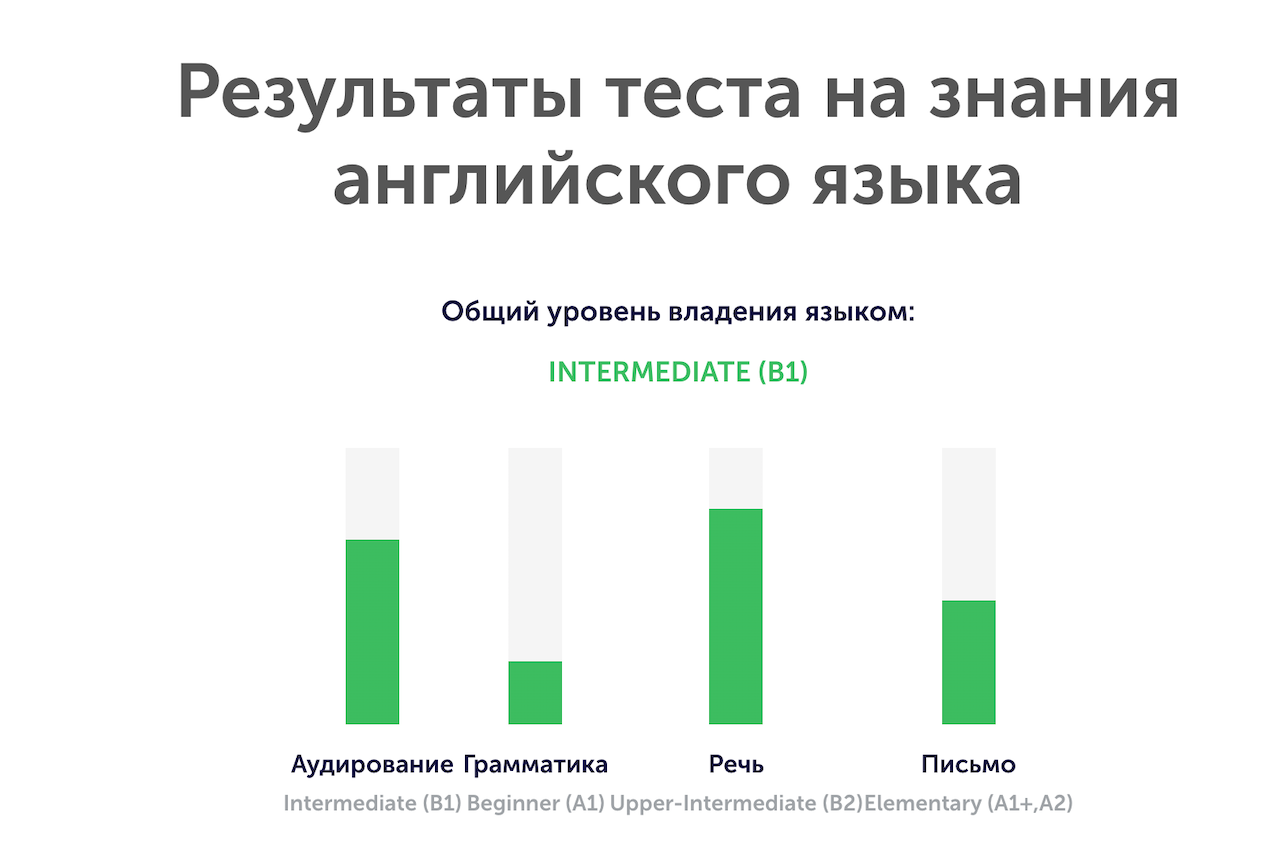 Результаты теста на знания
английского языка
Общий уровень владения языком:
INTERMEDIATE (B1)
Аудирование Грамматика Речь Письмо
Intermediate (B1) Beginner (A1) Upper-Intermediate (B2) Elementary (A1+,A2)